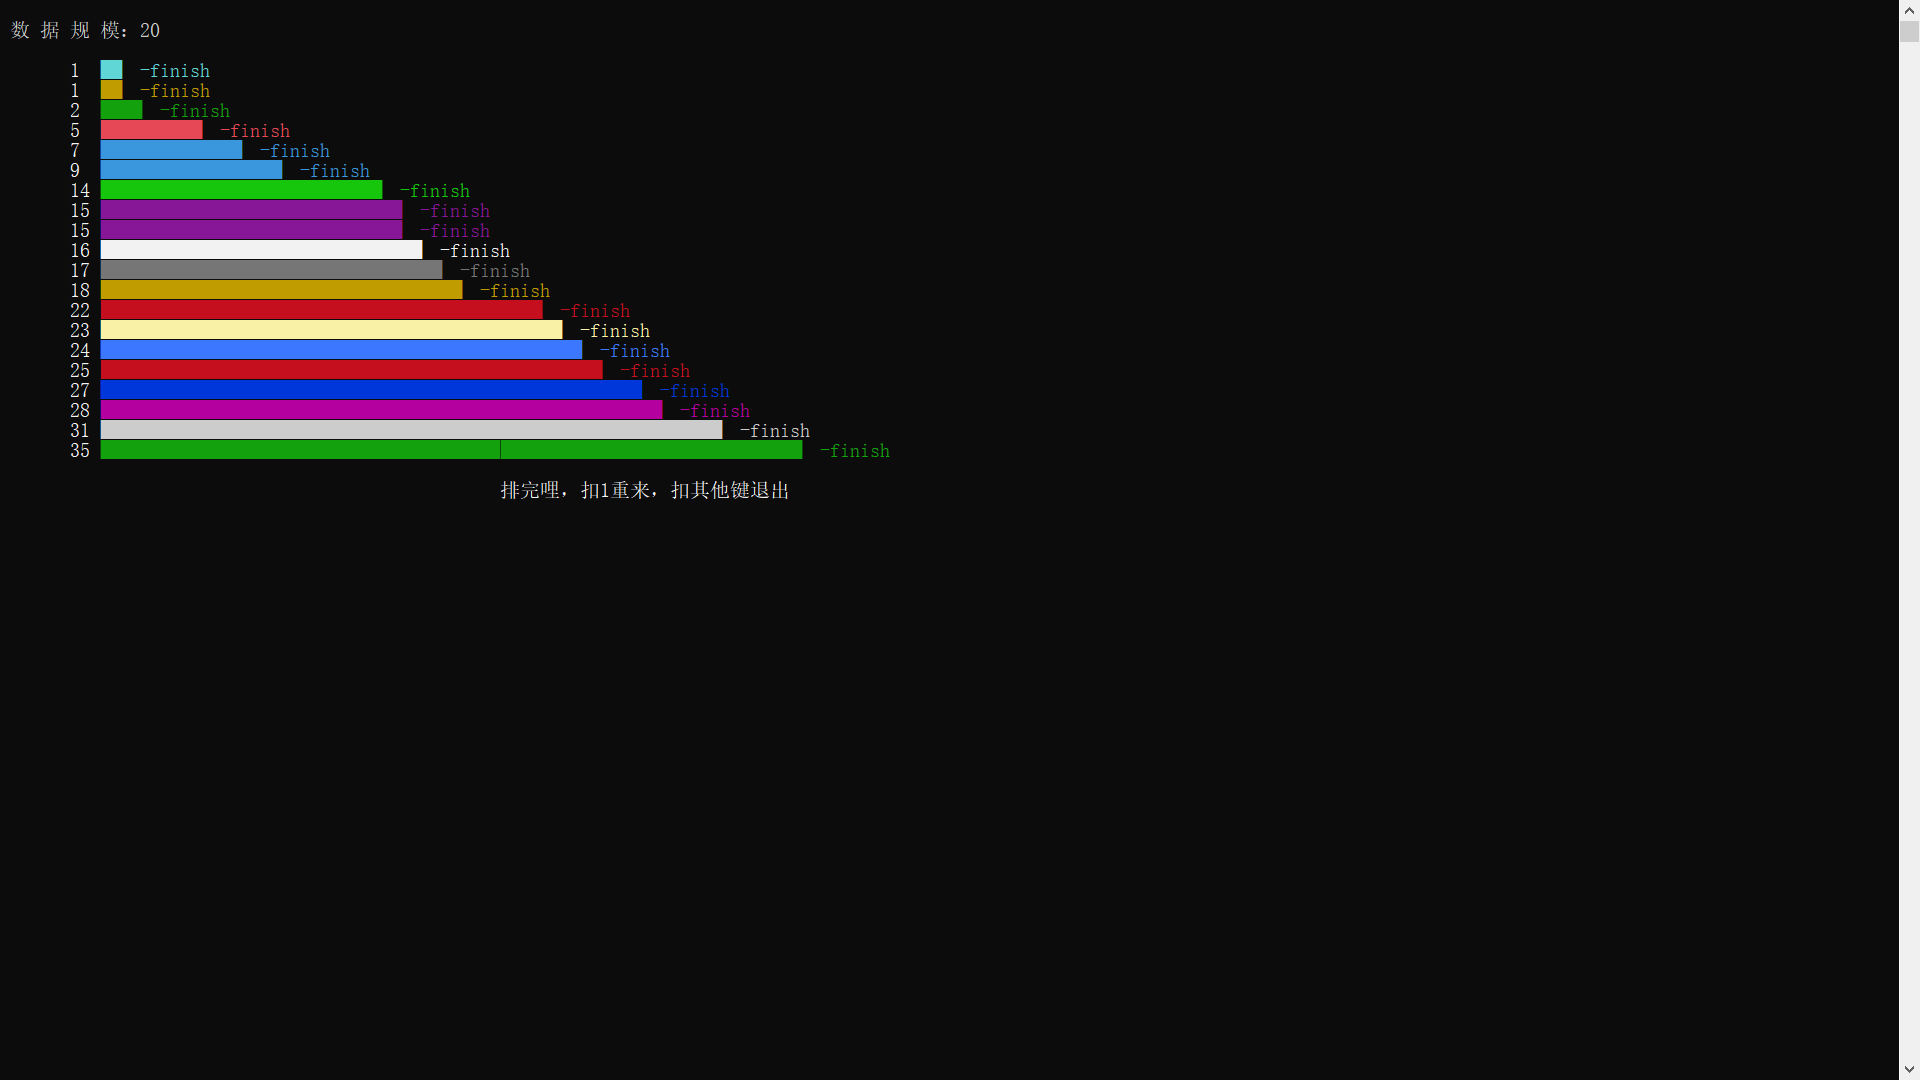 数 据 规 模：20
1 -finish
1 -finish
2 -finish
5 -finish
7 -finish
9 -finish
14 -finish
15 -finish
15 -finish
16 -finish
17 -finish
18 -finish
22 -finish
23 -finish
24 -finish
25 -finish
27 -finish
28 -finish
31 -finish
35 -finish
排完哩，扣1重来，扣其他键退出